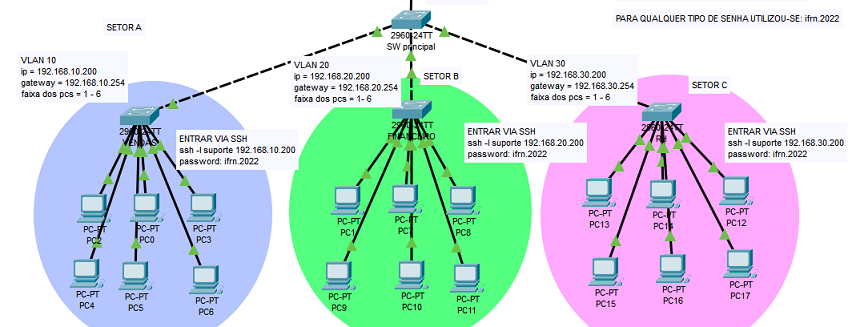 PARA QUALQUER TIPO DE SENHA UTILIZOU-SE: ifrn.2022
SETOR A
2960-24TT
SW principal
VLAN 10
ip = 192.168.10.200
gateway = 192.168.10.254
faixa dos pcs = 1 - 6
VLAN 20
ip = 192.168.20.200
gateway = 192.168.20.254
faixa dos pcs = 1 - 6
SETOR B
VLAN 30
ip = 192.168.30.200
gateway = 192.168.30.254
faixa dos pcs = 1 - 6
SETOR C
2960-24TT
VENDAS
ENTRAR VIA SSH
ssh -l suporte 192.168.10.200
password: ifrn.2022
2960-24TT
FINANCEIRO
ENTRAR VIA SSH
ssh -l suporte 192.168.20.200
password: ifrn.2022
2960-24TT
RH
ENTRAR VIA SSH
ssh -l suporte 192.168.30.200
password: ifrn.2022
PC-PT
PC2
PC-PT
PC0
PC-PT
PC3
PC-PT
PC4
PC-PT
PC5
PC-PT
PC6
PC-PT
PC1
PC-PT
PC7
PC-PT
PC8
PC-PT
PC9
PC-PT
PC10
PC-PT
PC11
PC-PT
PC13
PC-PT
PC14
PC-PT
PC12
PC-PT
PC15
PC-PT
PC16
PC-PT
PC17